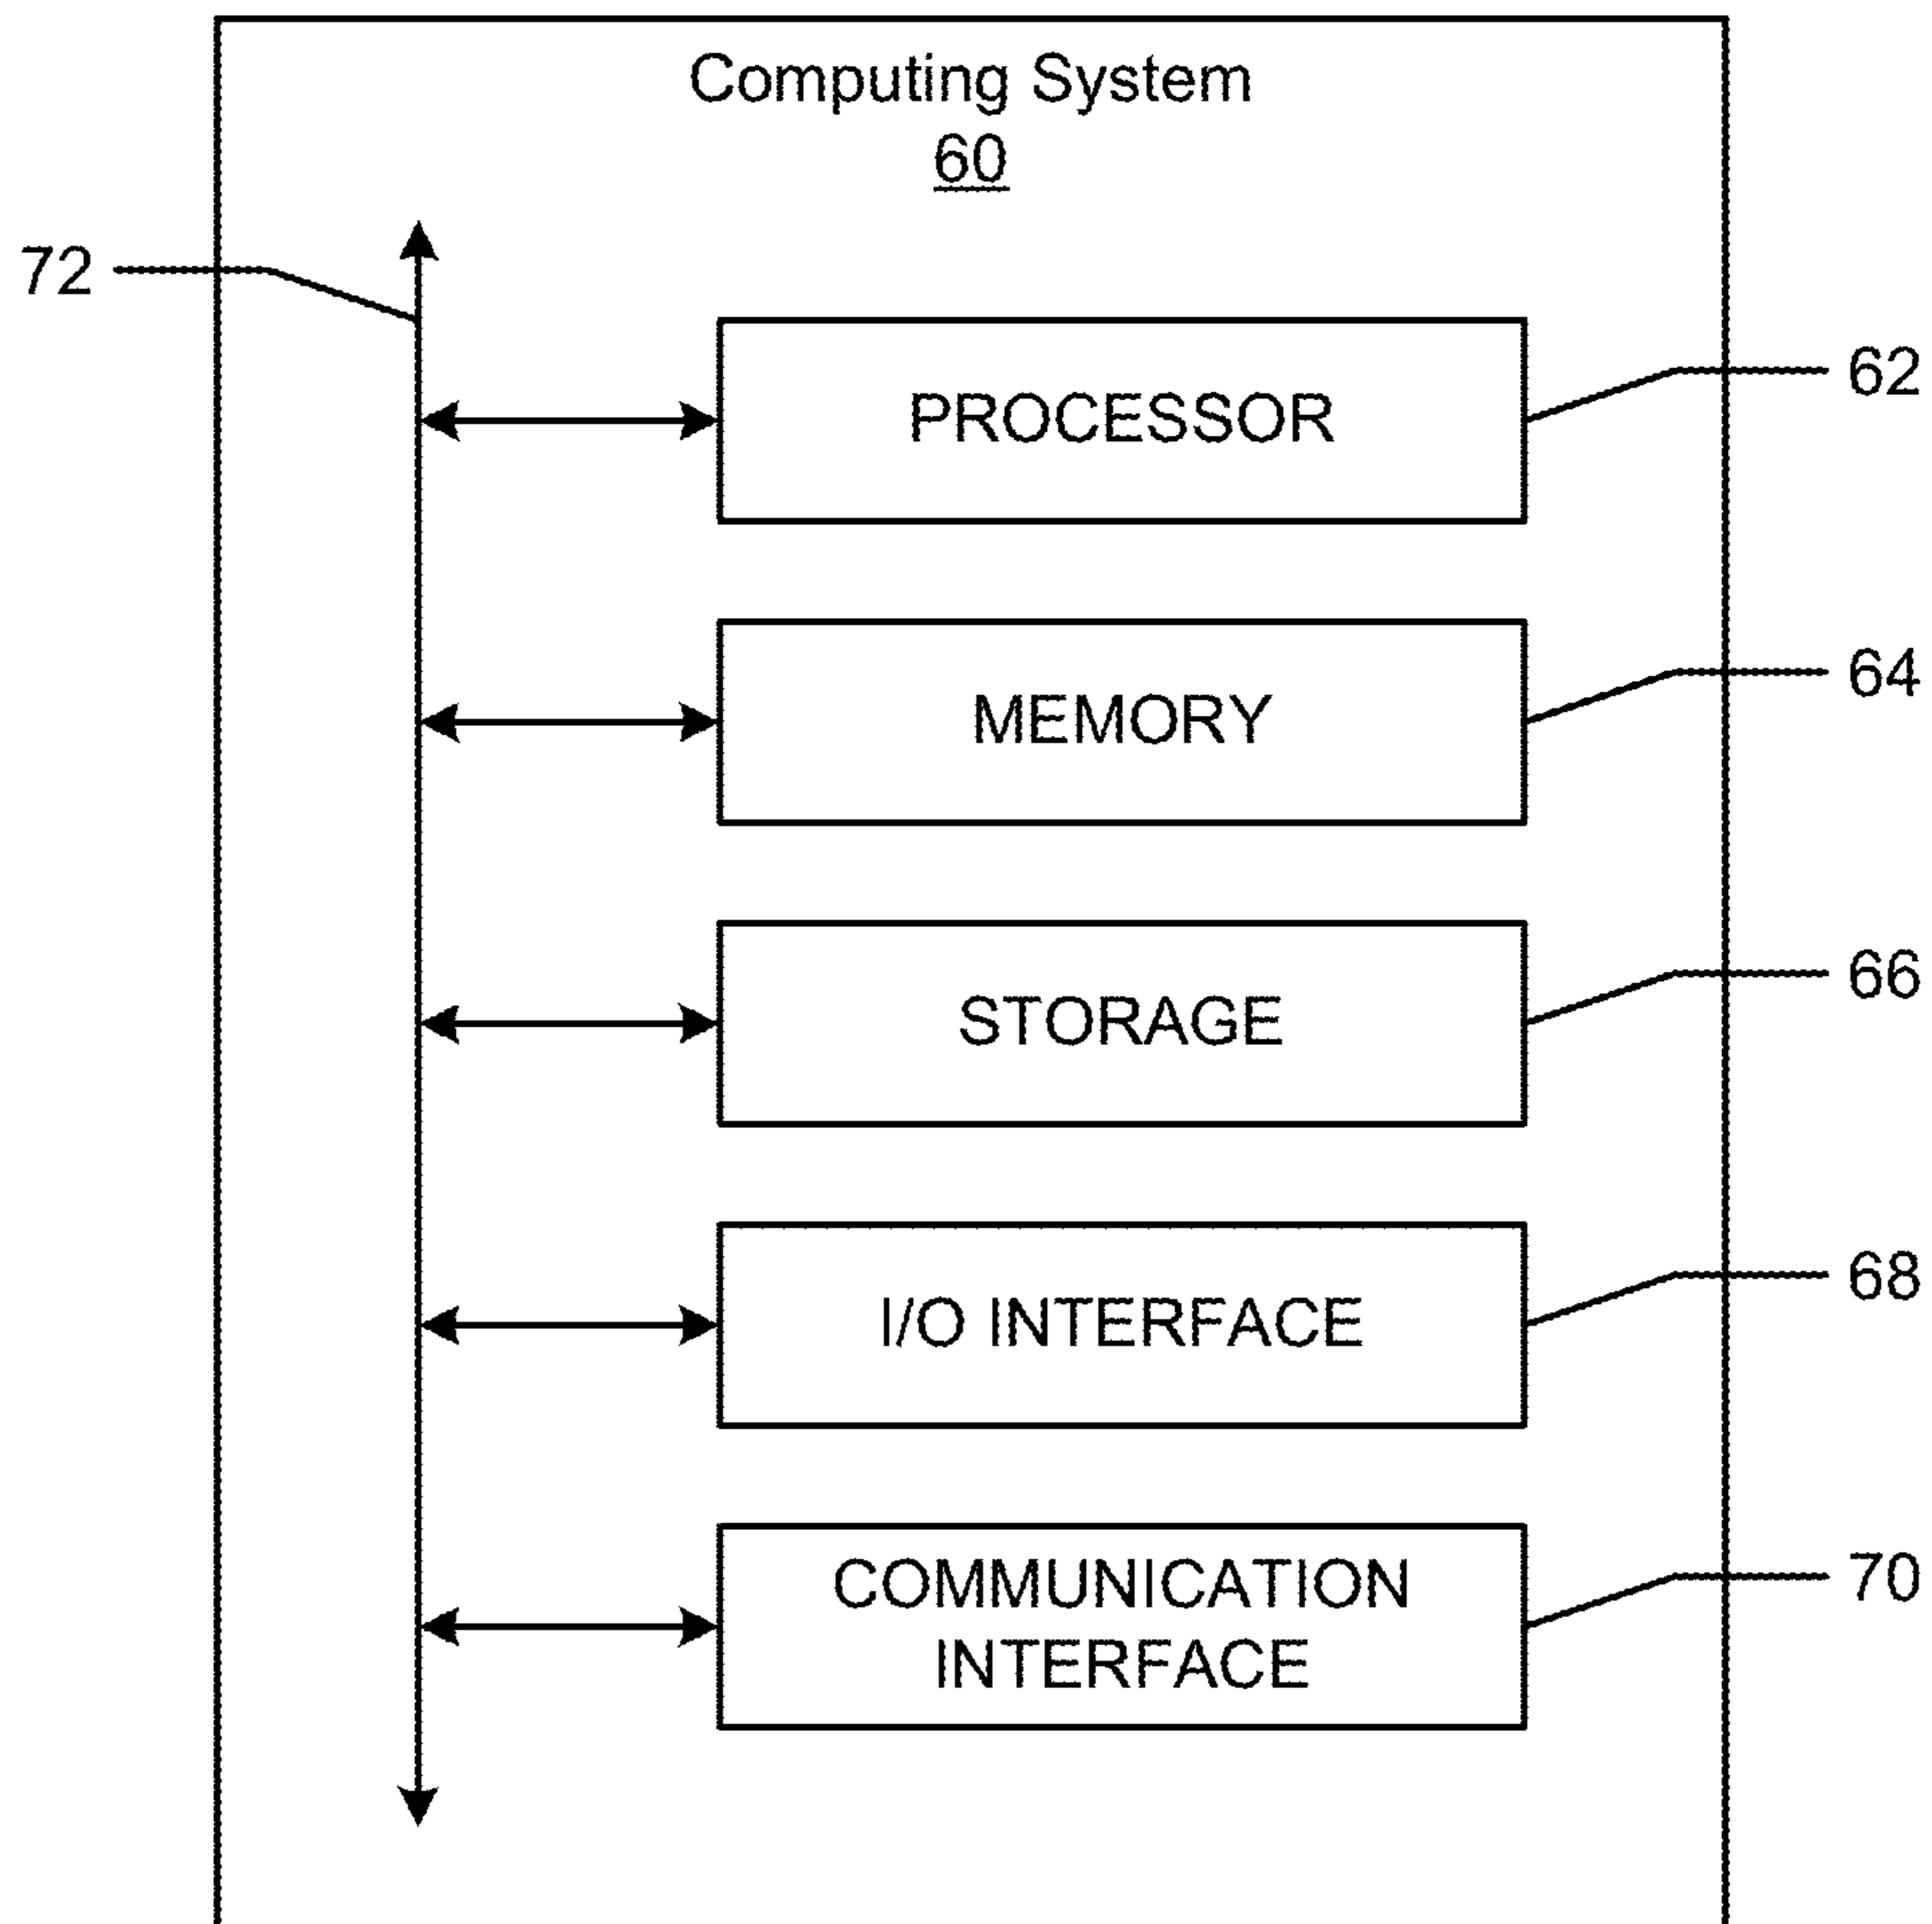 Computing System
60
72
PROCESSOR
62
MEMORY
64
STORAGE
66
I/O INTERFACE
68
COMMUNICATION
INTERFACE
70